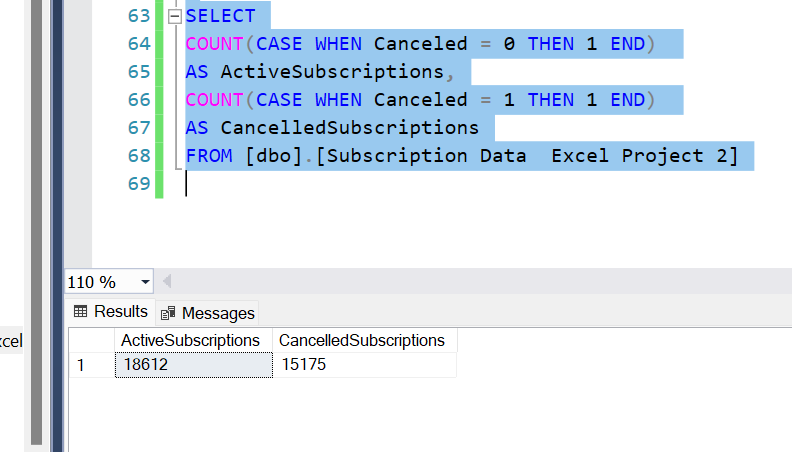 63 SELECT
64 COUNT(CASE WHEN Canceled = 0 THEN 1 END)
65 AS ActiveSubscriptions,
66 COUNT(CASE WHEN Canceled = 1 THEN 1 END)
67 AS CancelledSubscriptions
68 FROM [dbo].[Subscription Data  Excel Project 2]
69
110 %
Results Messages
xcel
ActiveSubscriptions CancelledSubscriptions
1 18612 15175